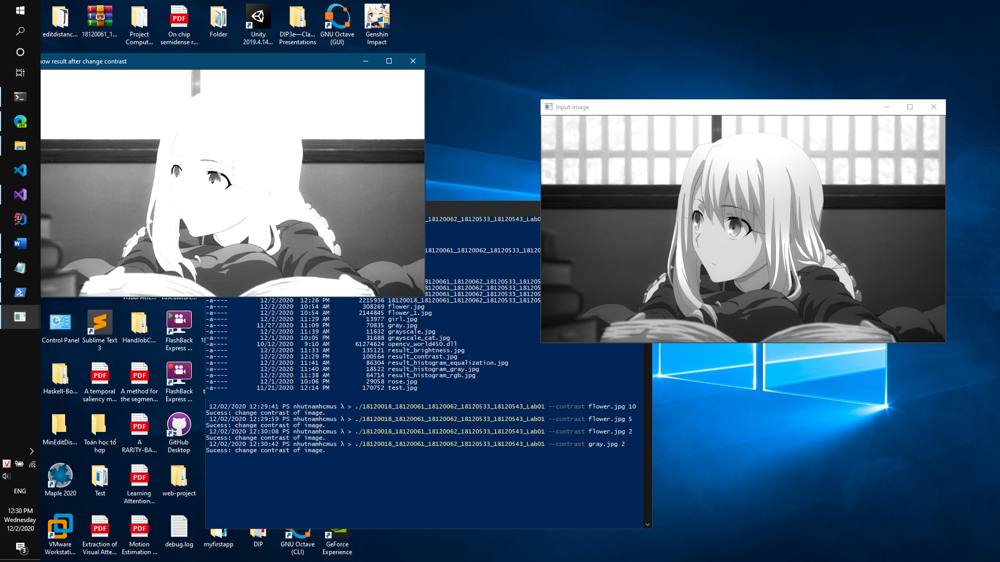 editdistanc...
18120061_1...
Project
Comput...
On chip
semidense r...
Folder
Unity
2019.4.14...
DIP3e—Cla...
Presentations
GNU Octave
(GUI)
Genshin
Impact
now result after change contrast
Input image
_18120062_18120533_18120543_Lab0
18120061_18120062_18120533_18120
18120061_18120062_18120533_181205
18120061_18120062_18120533_181205
18120061_18120062_18120533_181205
-a---- 12/2/2020 12:26 PM 2215936 18120018_18120061_18120062_18120533_181205
-a---- 12/2/2020 10:54 AM 308269 flower.jpg
-a---- 12/2/2020 10:54 AM 2144845 flower_1.jpg
-a---- 12/2/2020 11:29 AM 13977 girl.jpg
-a---- 11/27/2020 11:09 PM 70835 gray.jpg
-a---- 12/2/2020 11:39 AM 11632 grayscale.jpg
-a---- 12/1/2020 10:05 PM 31688 grayscale_cat.jpg
-a---- 10/12/2020 9:10 AM 61274624 opencv_world450.dll
-a---- 12/2/2020 11:33 AM 135121 result_brightness.jpg
-a---- 12/2/2020 12:29 PM 100564 result_contrast.jpg
-a---- 12/2/2020 11:41 AM 86304 result_histogram_equalization.jpg
-a---- 12/2/2020 11:40 AM 18522 result_histogram_gray.jpg
-a---- 12/2/2020 11:38 AM 64714 result_histogram_rgb.jpg
-a---- 12/1/2020 10:06 PM 29058 rose.jpg
-a---- 11/21/2020 12:14 PM 170752 test.jpg
12/02/2020 12:29:41 PS nhutnamhcmus λ > ./18120018_18120061_18120062_18120533_18120543_Lab01 --contrast flower.jpg 10
Sucess: change contrast of image.
12/02/2020 12:29:59 PS nhutnamhcmus λ > ./18120018_18120061_18120062_18120533_18120543_Lab01 --contrast flower.jpg 5
Sucess: change contrast of image.
12/02/2020 12:30:08 PS nhutnamhcmus λ > ./18120018_18120061_18120062_18120533_18120543_Lab01 --contrast flower.jpg 2
Sucess: change contrast of image.
12/02/2020 12:30:42 PS nhutnamhcmus λ > ./18120018_18120061_18120062_18120533_18120543_Lab01 --contrast gray.jpg 2
Sucess: change contrast of image.
Control Panel
Sublime Text
3
HandJobC...
FlashBack
Express ...
Haskell-Bo...
A temporal
saliency m...
A method for
the segmen...
FlashBack
Express ...
MinEditDis...
Toán học tổ
hợp
A
RARITY-BA...
GitHub
Desktop
Maple 2020
Test
Learning
Attention...
web-project
VMware
Workstati...
Extraction of
Visual Atte...
Motion
Estimation ...
debug.log
myfirstapp
DIP
GNU Octave
(CLI)
GeForce
Experience
ENG
12:30 PM
Wednesday
12/2/2020
3